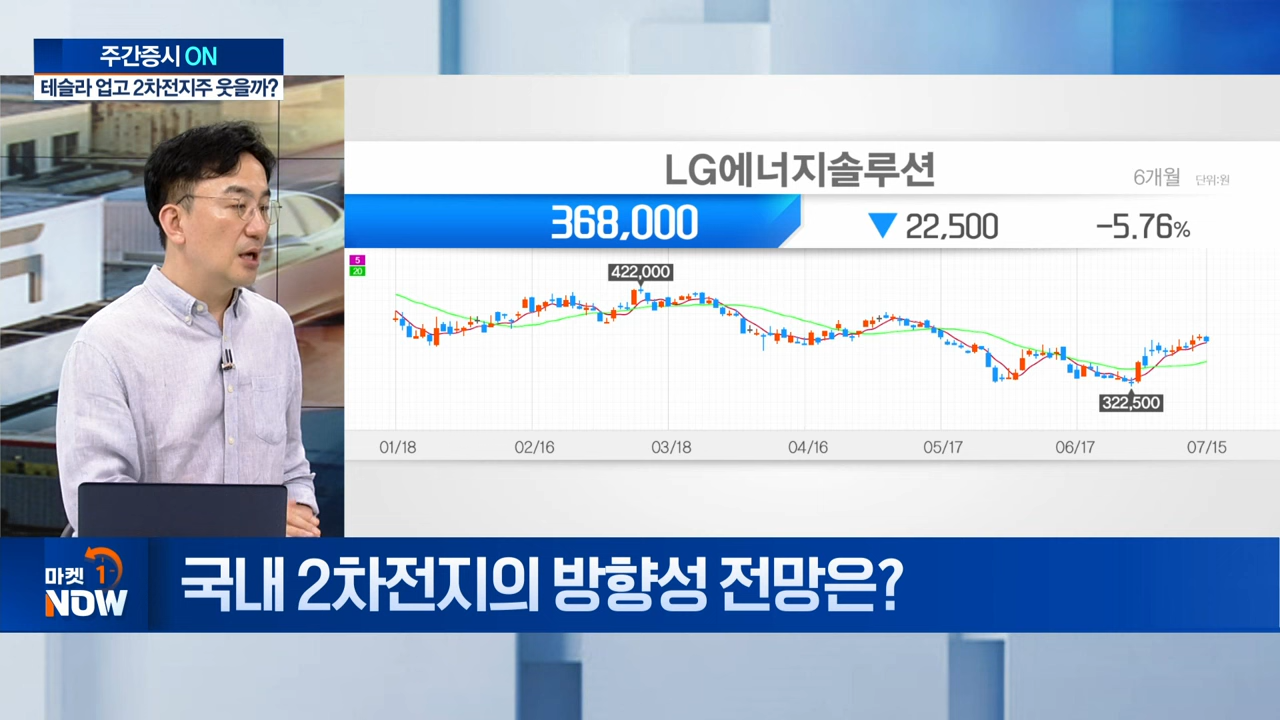 주간증시 ON
테슬라 업고 2차전지주 웃을까?
LG에너지솔루션
6개월 단위:원
368,000 ▼ 22,500 -5.76%
5
20
422,000
322,500
01/18 02/16 03/18 04/16 05/17 06/17 07/15
마켓 1
NOW
국내 2차전지의 방향성 전망은?